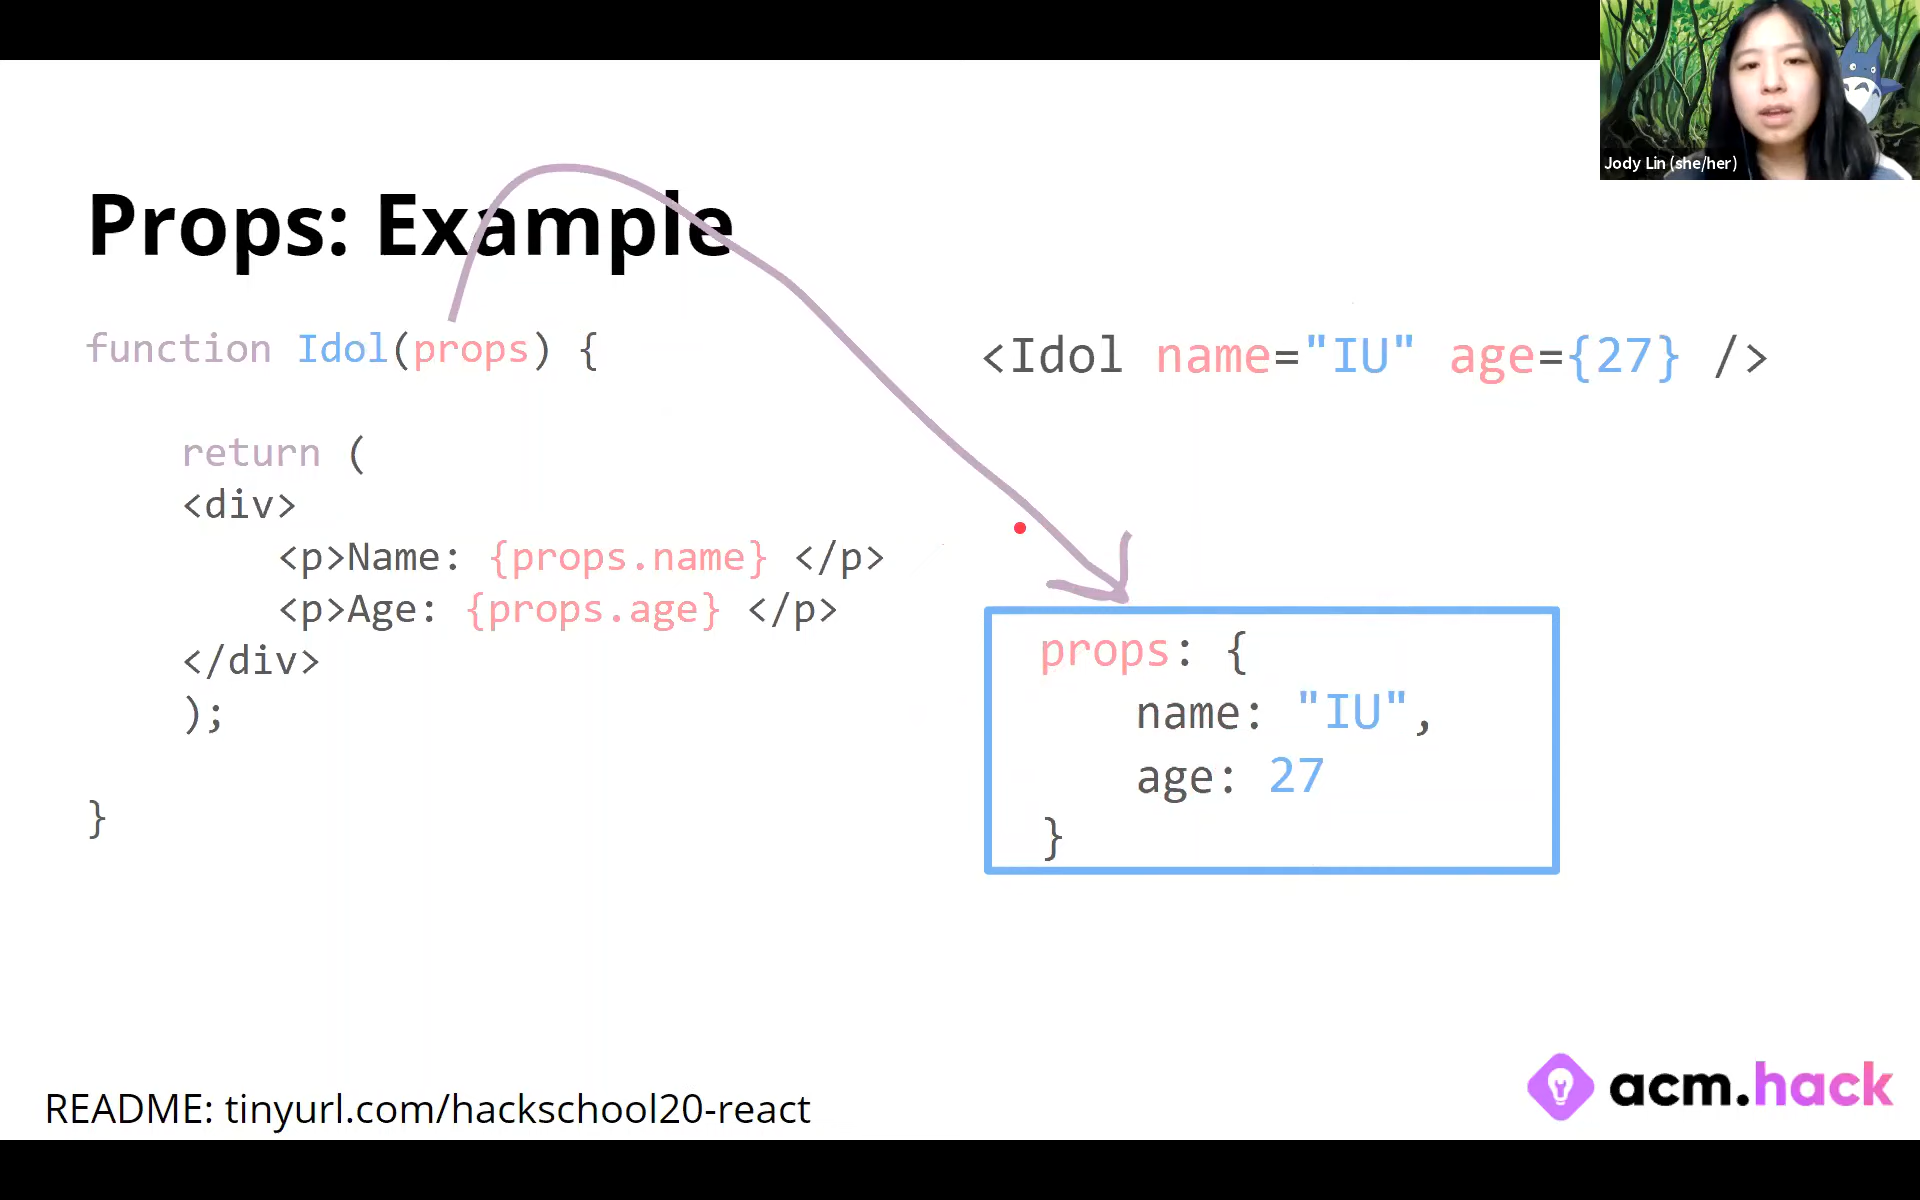 Jody Lin (she/her)
Props: Example
function Idol(props) {
return (
<div>
<p>Name: {props.name} </p>
<p>Age: {props.age} </p>
</div>
);
}
<Idol name="IU" age={27} />
props: {
name: "IU",
age: 27
}
README: tinyurl.com/hackschool20-react
acm.hack